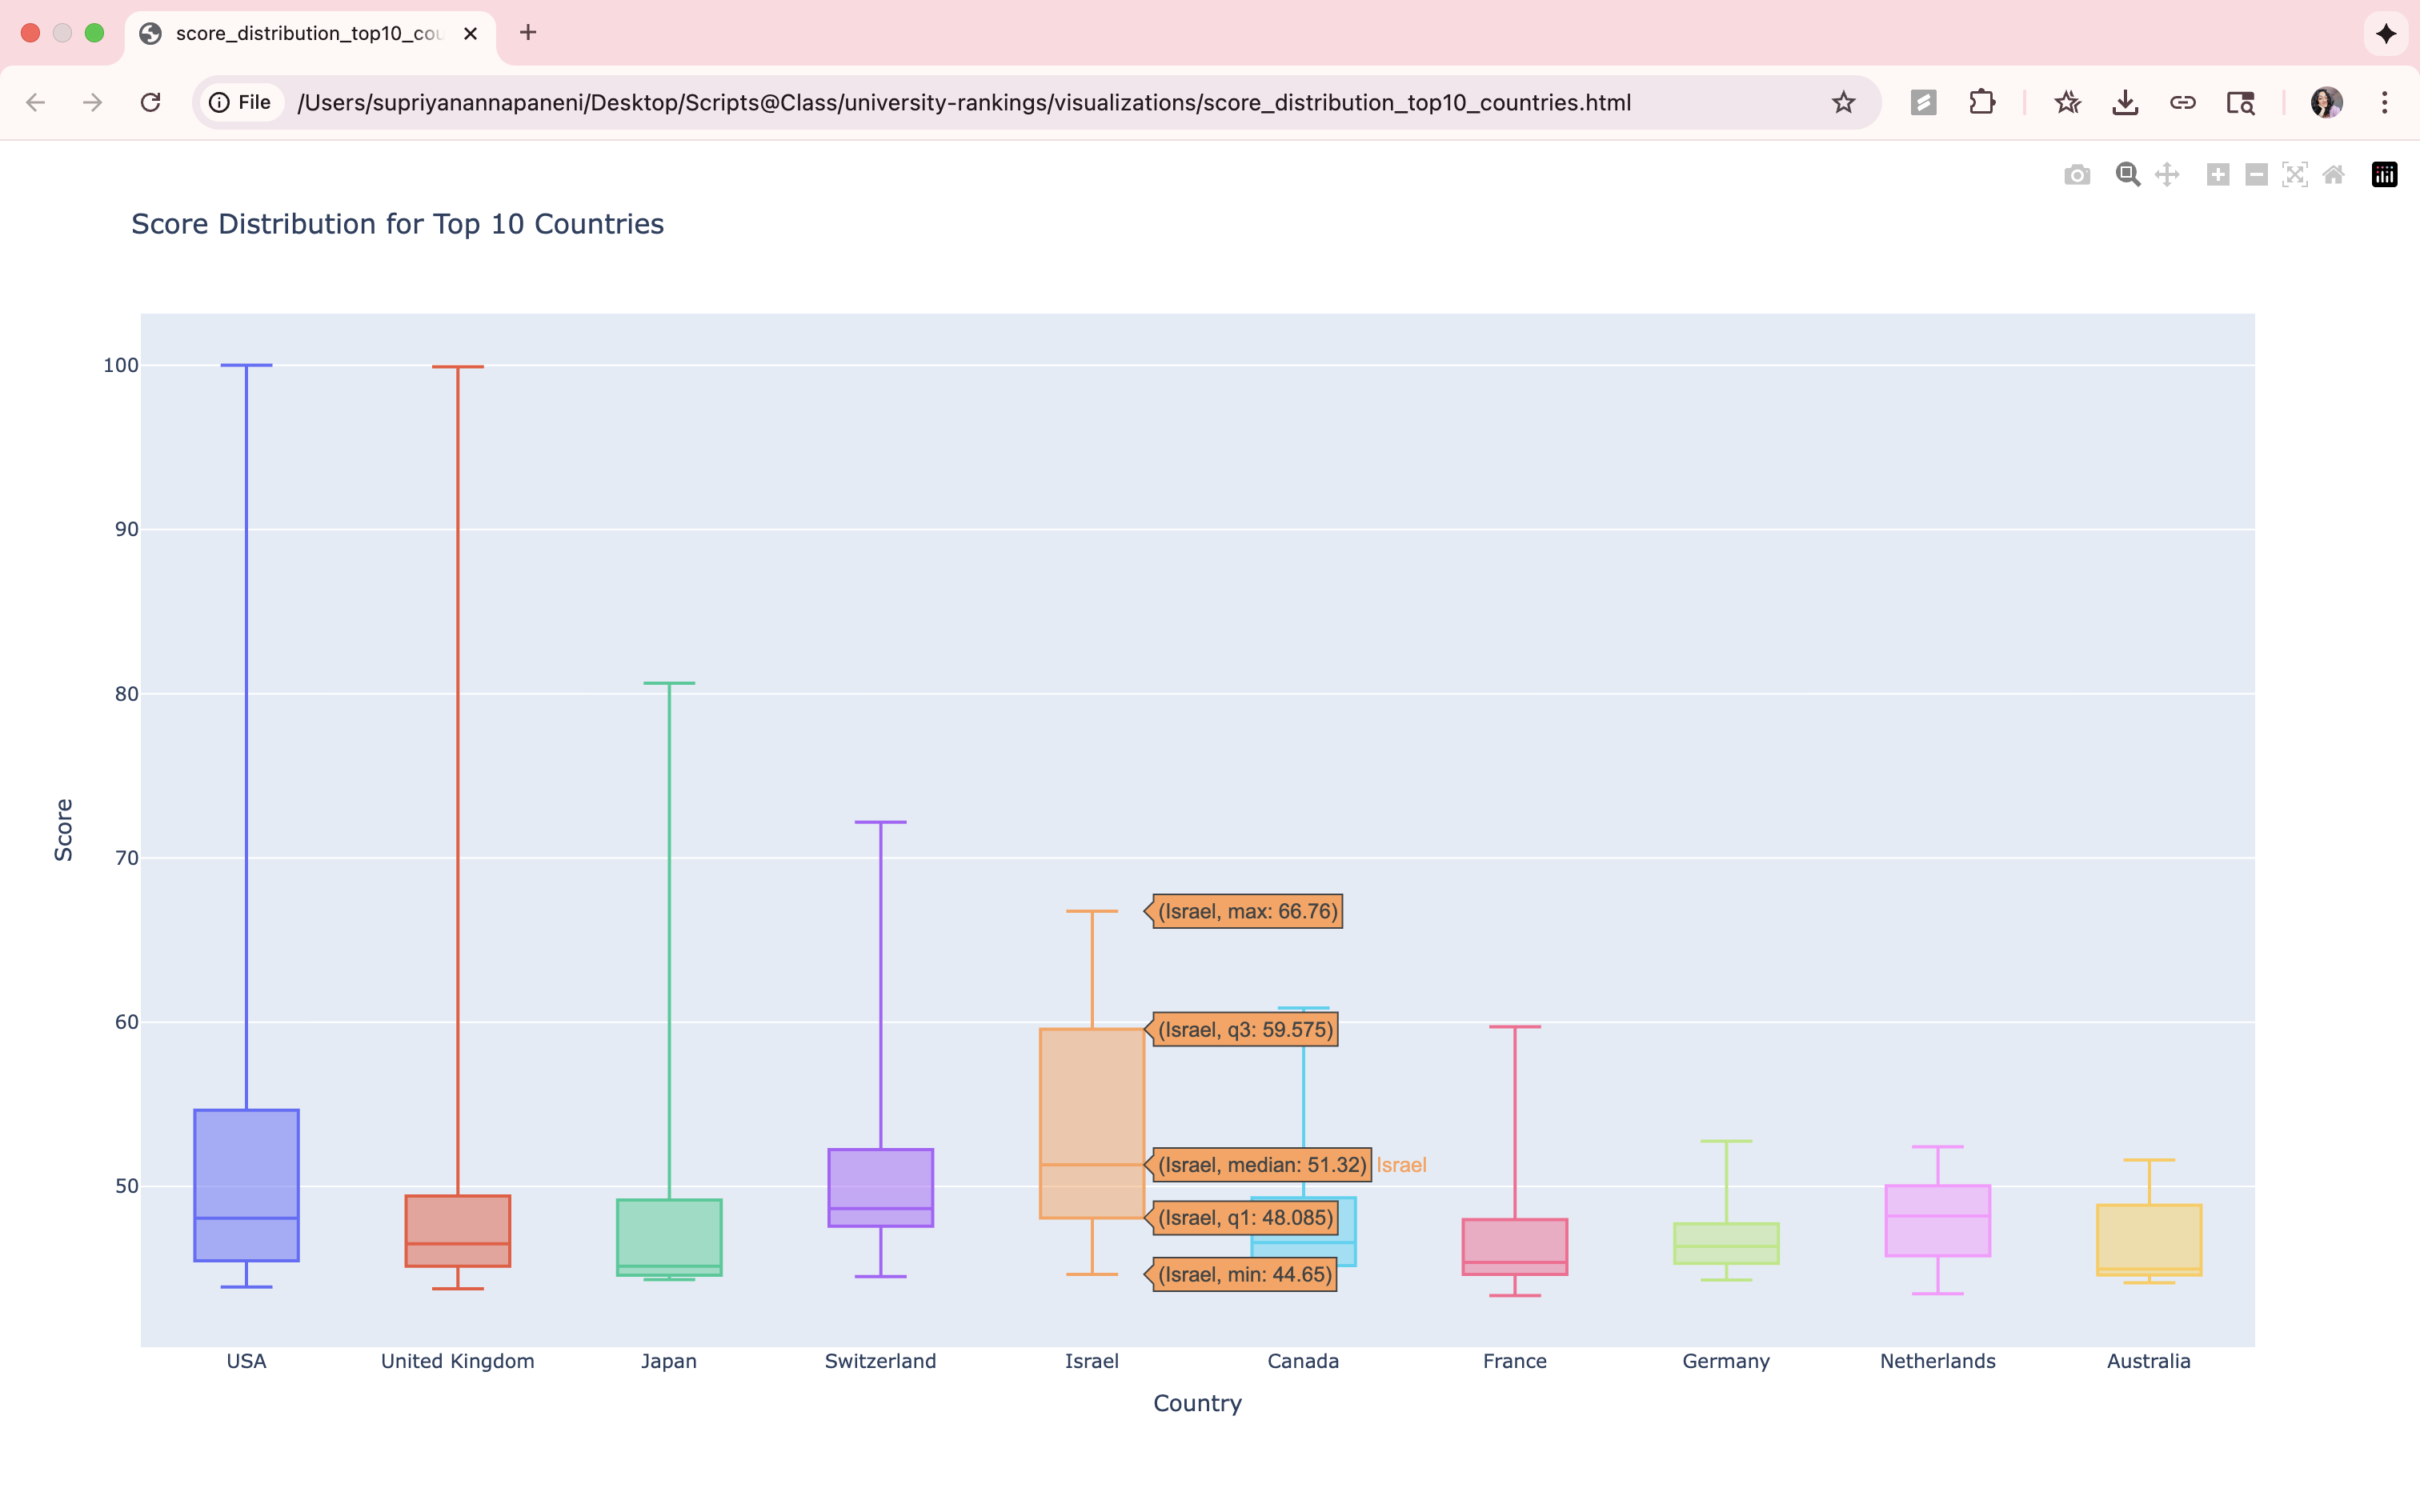 score_distribution_top10_cou
File /Users/supriyanannapaneni/Desktop/Scripts@Class/university-rankings/visualizations/score_distribution_top10_countries.html
Score Distribution for Top 10 Countries
100
90
80
70
60
50
Score
(Israel, max: 66.76)
(Israel, q3: 59.575)
(Israel, median: 51.32) Israel
(Israel, q1: 48.085)
(Israel, min: 44.65)
USA United Kingdom Japan Switzerland Israel Canada France Germany Netherlands Australia
Country